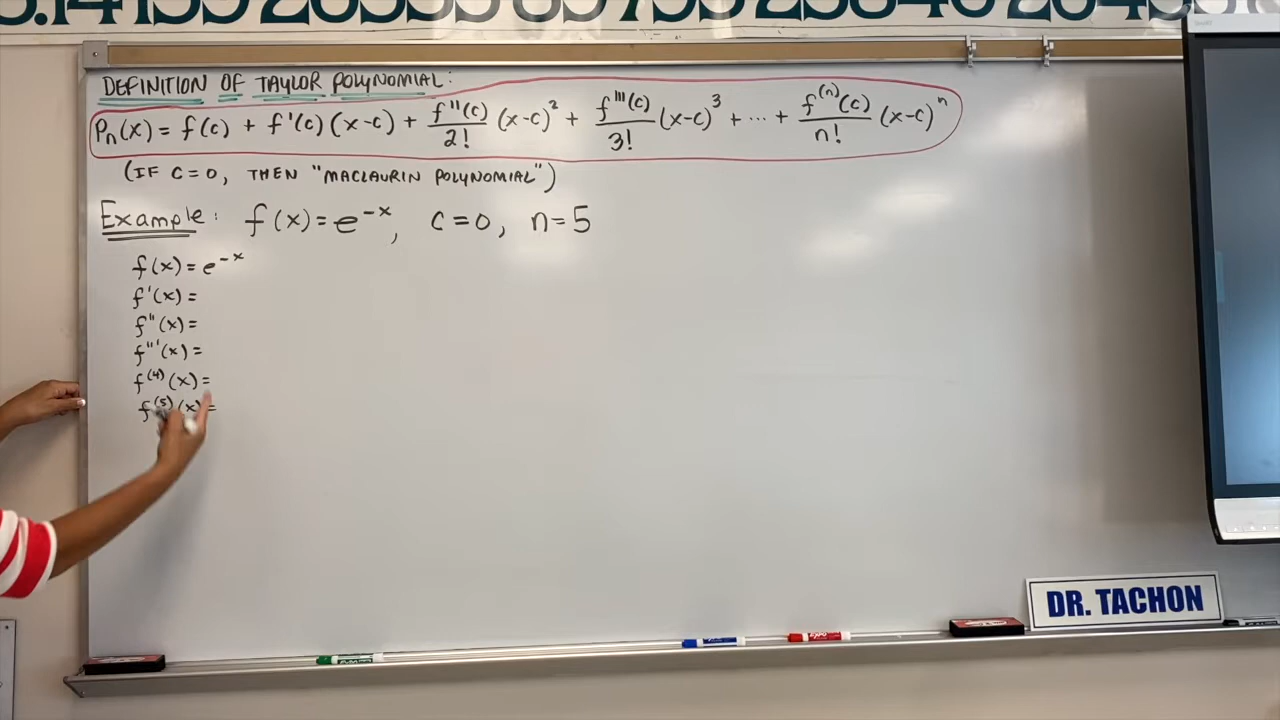 DEFINITION OF TAYLOR POLYNOMIAL:
Pn(x) = f(c) + f'(c)(x-c) + f''(c)/2! (x-c)² + f'''(c)/3! (x-c)³ + ... + f⁽ⁿ⁾(c)/n! (x-c)ⁿ
(IF C=0, THEN "MACLAURIN POLYNOMIAL")
Example: f(x)=e^-x, c=0, n=5
f(x)=e^-x
f'(x)=
f''(x)=
f'''(x)=
f⁽⁴⁾(x)=
f⁽⁵⁾(x)=
DR. TACHON